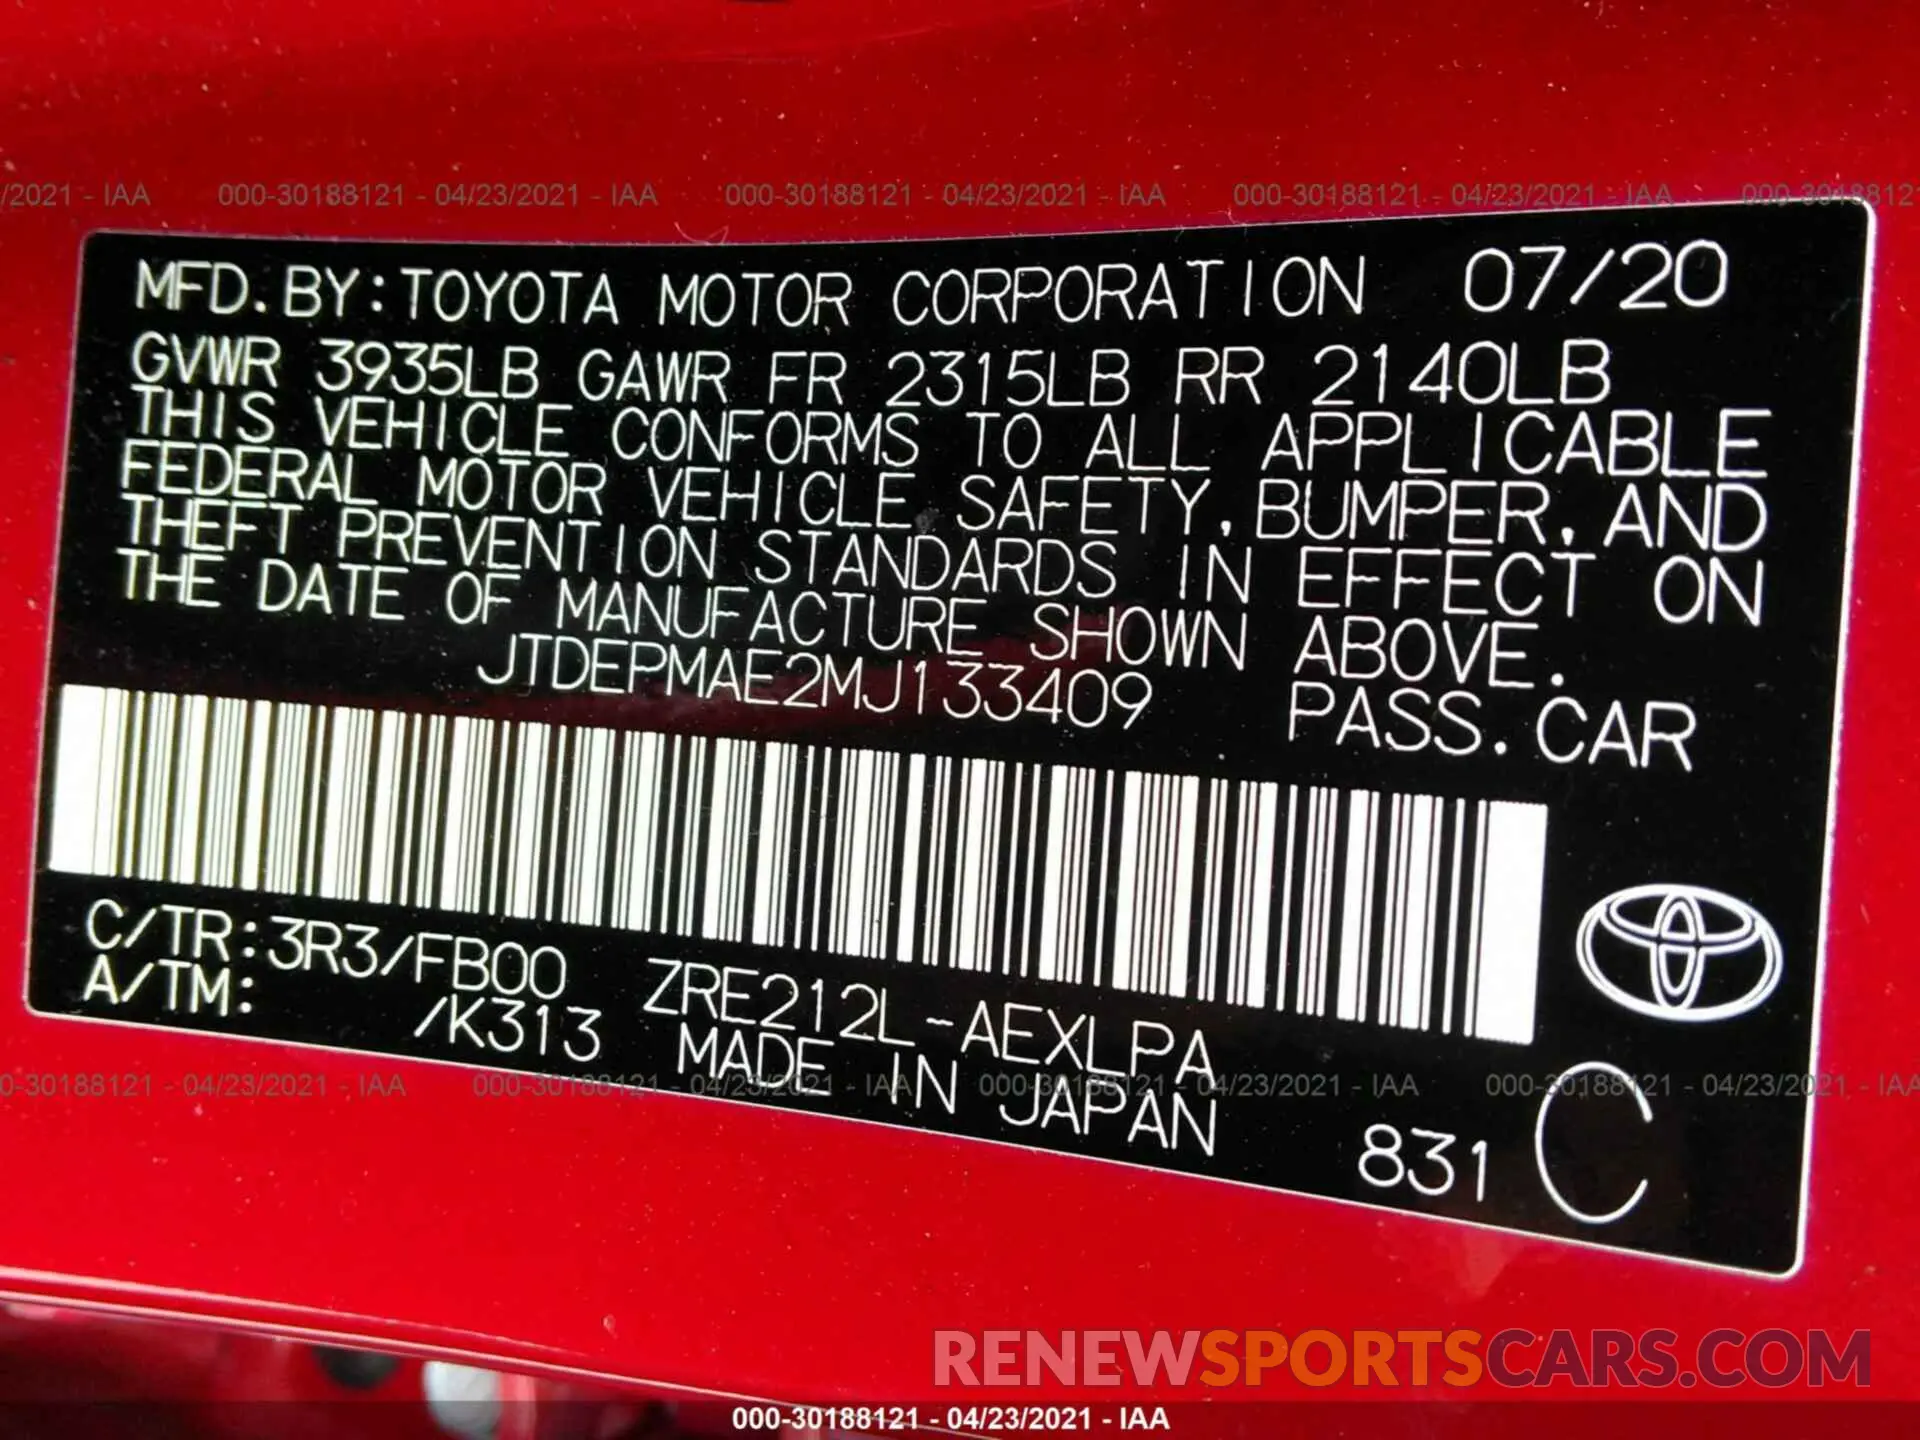 /2021 - IAA 000-30188121 - 04/23/2021 - IAA 000-30188121 - 04/23/2021 - IAA 000-30188121 - 04/23/2021 - IAA 000-3018812
MFD. BY: TOYOTA MOTOR CORPORATION 07/20
GVWR 3935LB GAWR FR 2315LB RR 2140LB
THIS VEHICLE CONFORMS TO ALL APPLICABLE
FEDERAL MOTOR VEHICLE SAFETY, BUMPER, AND
THEFT PREVENTION STANDARDS IN EFFECT ON
THE DATE OF MANUFACTURE SHOWN ABOVE.
JTDEPMAE2MJ133409 PASS. CAR
C/TR: 3R3/FB00 ZRE212L-AEXLPA
A/TM: /K313 MADE IN JAPAN
831 C
0-30188121 - 04/23/2021 - IAA 000-30188121 - 04/23/2021 - IAA 000-30188121 - 04/23/2021 - IAA 000-30188121 - 04/23/2021 - IAA
RENEWSPORTSCARS.COM
000-30188121 - 04/23/2021 - IAA